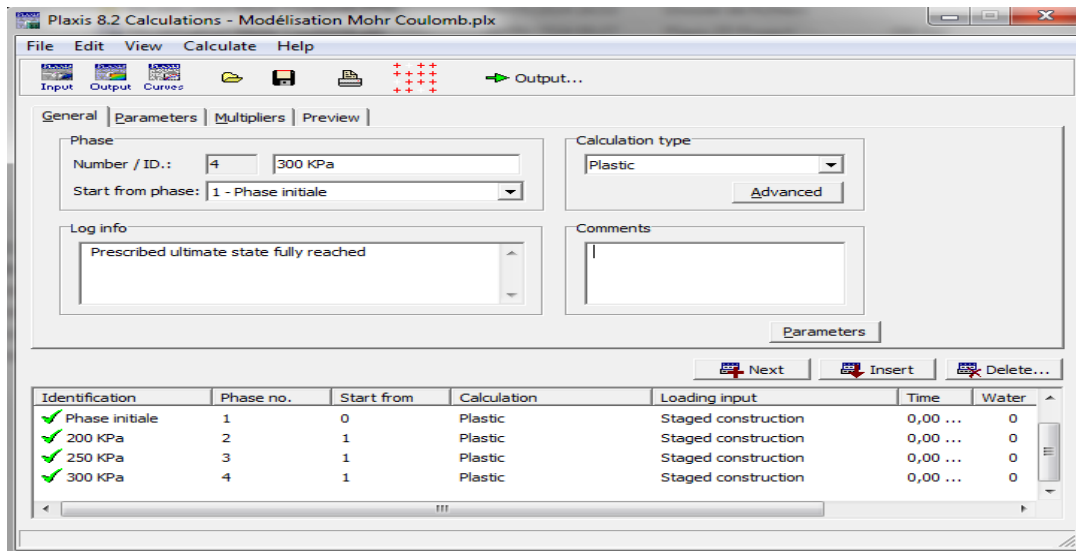 Plaxis 8.2 Calculations - Modélisation Mohr Coulomb.plx
File Edit View Calculate Help
Input Output Curves Output...
General Parameters Multipliers Preview
Phase Calculation type
Number / ID.: 4 300 KPa Plastic
Start from phase: 1 - Phase initiale Advanced
Log info Comments
Prescribed ultimate state fully reached
Parameters
Next Insert Delete...
Identification Phase no. Start from Calculation Loading input Time Water
Phase initiale 1 0 Plastic Staged construction 0,00 ... 0
200 KPa 2 1 Plastic Staged construction 0,00 ... 0
250 KPa 3 1 Plastic Staged construction 0,00 ... 0
300 KPa 4 1 Plastic Staged construction 0,00 ... 0